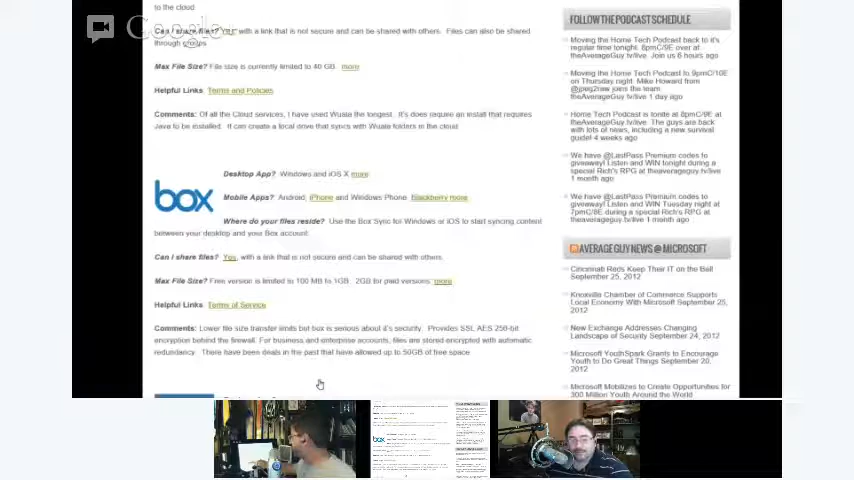 to the cloud
Google
Can I share files? YES with a link that is not secure and can be shared with others. Files can also be shared
through groups
Max File Size? File size is currently limited to 40 GB. more
Helpful Links Terms and Policies
Comments: Of all the Cloud services, I have used Wuala the longest. It's does require an install that requires
Java to be installed. It can create a local drive that syncs with Wuala folders in the cloud
box
Desktop App? Windows and iOS X more
Mobile Apps? Android, iPhone and Windows Phone. Blackberry more
Where do your files reside? Use the Box Sync for Windows or iOS to start syncing content
between your desktop and your Box account.
Can I share files? Yes, with a link that is not secure and can be shared with others.
Max File Size? Free version is limited to 100 MB to 1GB. 2GB for paid versions. more
Helpful Links Terms of Service
Comments: Lower file size transfer limits but box is serious about it's security. Provides SSL AES 256-bit
encryption behind the firewall. For business and enterprise accounts, files are stored encrypted with automatic
redundancy. There have been deals in the past that have allowed up to 50GB of free space
FOLLOW THE PODCAST SCHEDULE
Moving the Home Tech Podcast back to it's
regular time tonight. 8pmC/9E over at
theAverageGuy.tv/live. Join us 6 hours ago
Moving the Home Tech Podcast to 9pmC/10E
on Thursday night. Mike Howard from
@jpeg2raw joins the team
theAverageGuy.tv/live 1 day ago
Home Tech Podcast is tonite at 8pmC/9E at
theAverageGuy.tv/live The guys are back
with lots of news, including a new survival
guide! 4 weeks ago
We have @LastPass Premium codes to
giveaway! Listen and WIN tonight during a
special Rich's RPG at theaverageguy.tv/live
1 month ago
We have @LastPass Premium codes to
giveaway! Listen and WIN Tuesday night at
7pmC/8E during a special Rich's RPG at
theaverageguy.tv/live 1 month ago
AVERAGE GUY NEWS @ MICROSOFT
Cincinnati Reds Keep Their IT on the Ball
September 25, 2012
Knoxville Chamber of Commerce Supports
Local Economy With Microsoft September 25,
2012
New Exchange Addresses Changing
Landscape of Security September 24, 2012
Microsoft YouthSpark Grants to Encourage
Youth to Do Great Things September 20,
2012
Microsoft Mobilizes to Create Opportunities for
300 Million Youth Around the World
box